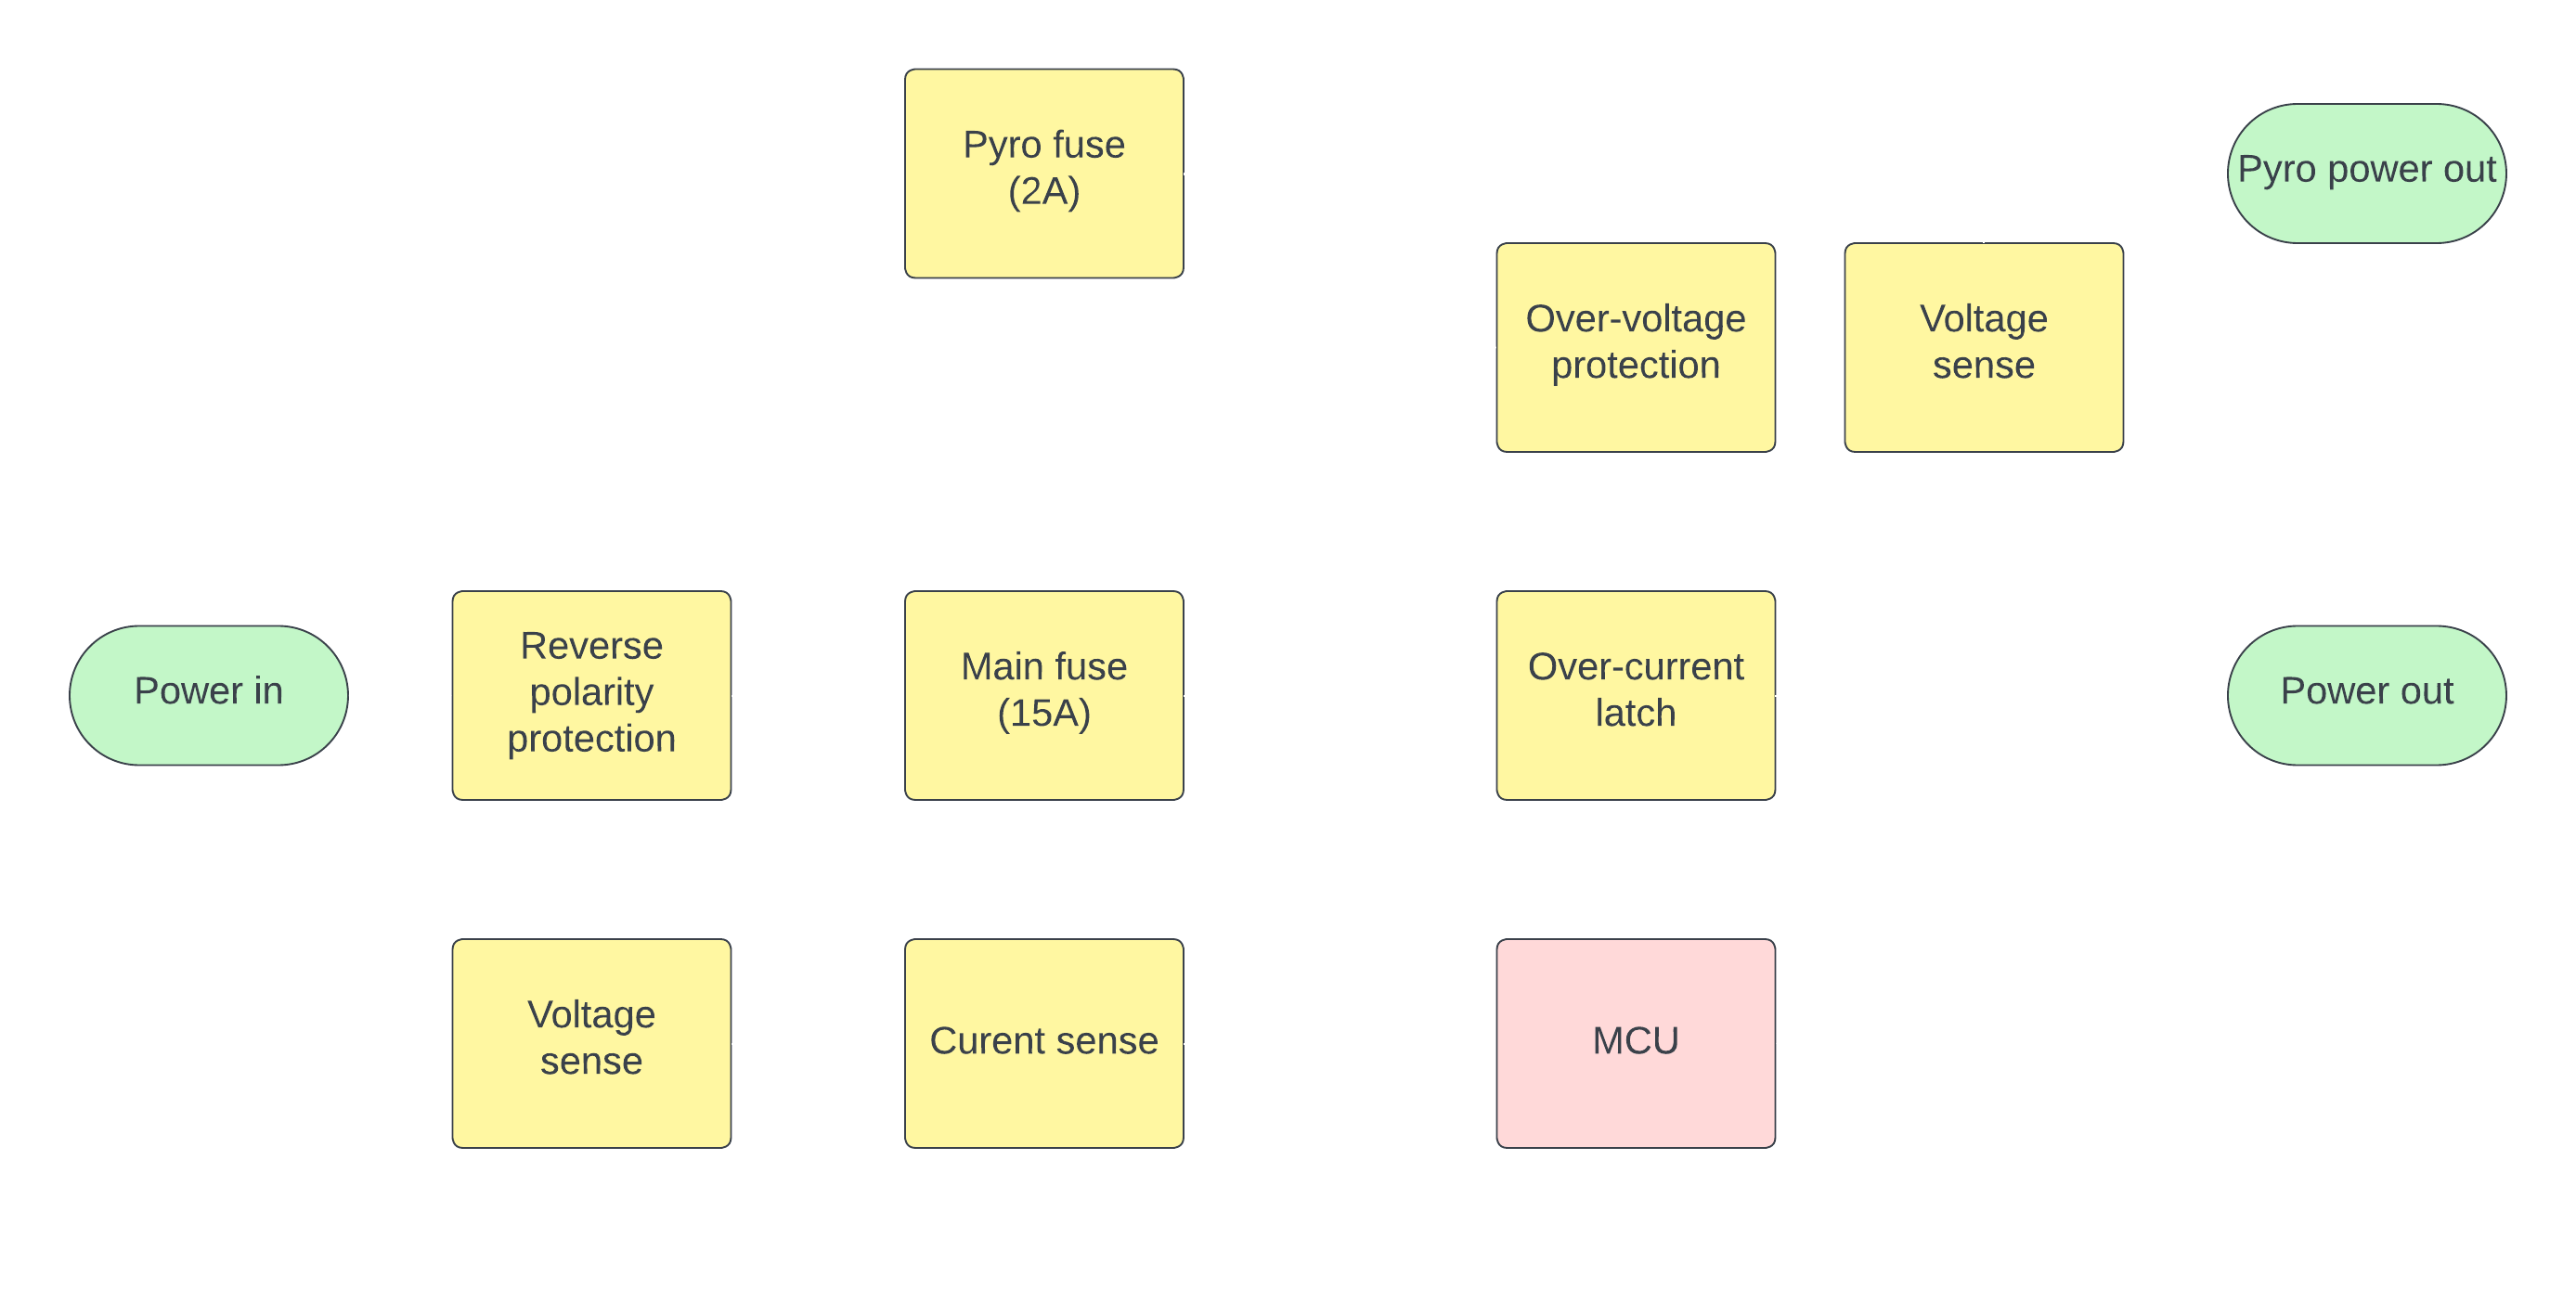 Pyro fuse
(2A)
Pyro power out
Over-voltage
protection
Voltage
sense
Power in
Reverse
polarity
protection
Main fuse
(15A)
Over-current
latch
Power out
Voltage
sense
Curent sense
MCU